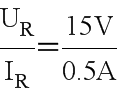 U_R/I_R = 15V/0.5A